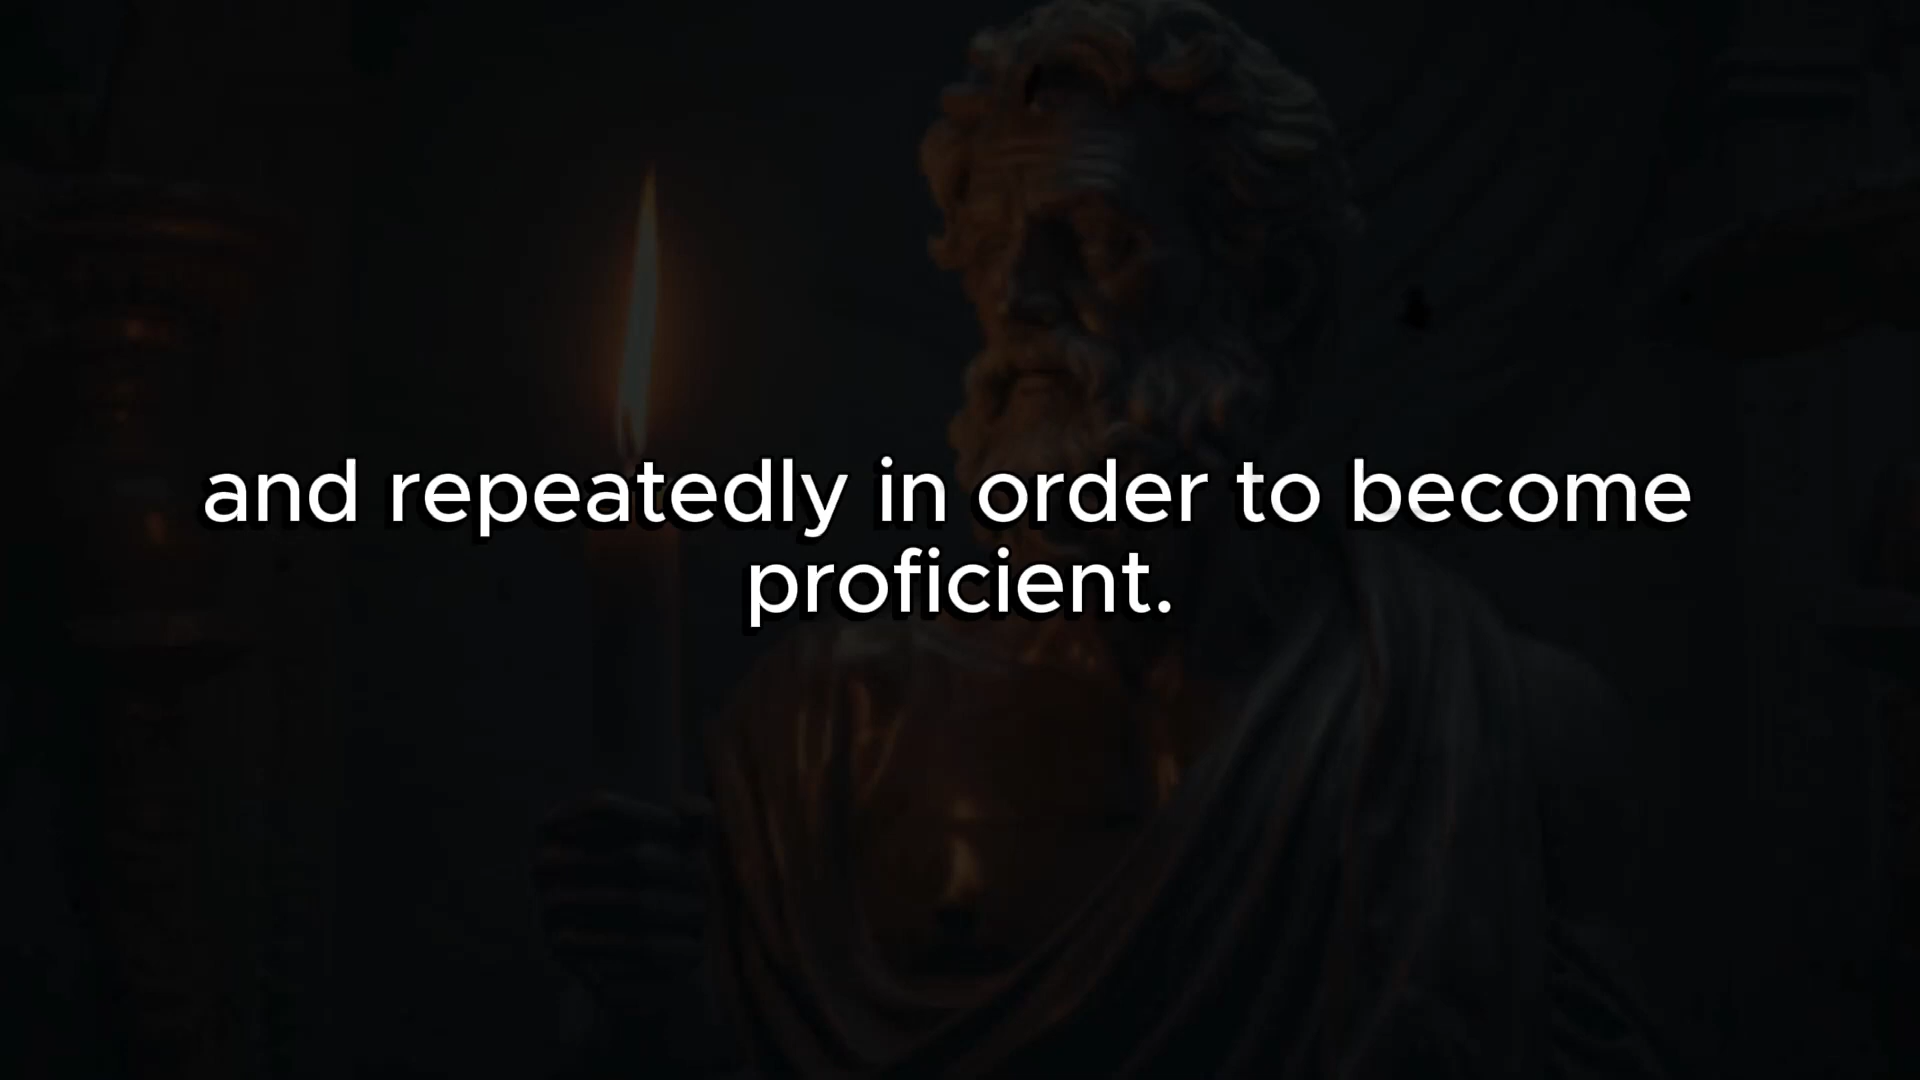 and repeatedly in order to become
proficient.